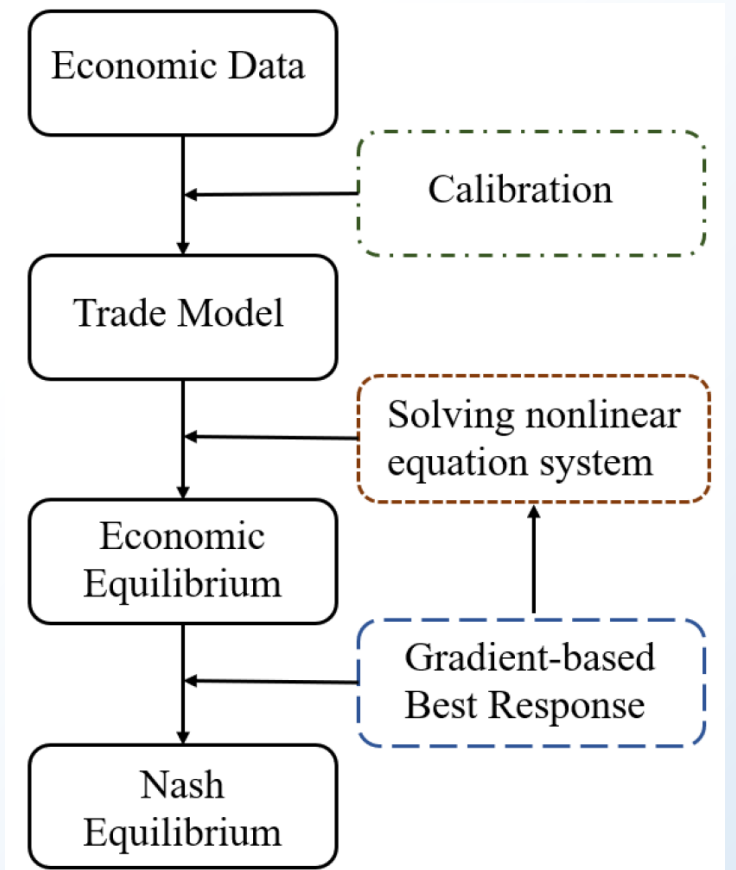 Economic Data
Calibration
Trade Model
Solving nonlinear
equation system
Economic
Equilibrium
Gradient-based
Best Response
Nash
Equilibrium